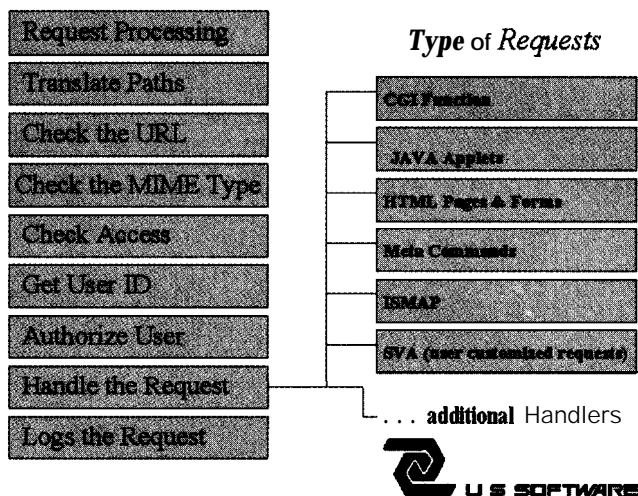 Request Processing
Translate Paths
Check the URL
Check the MIME Type
Check Access
Get User ID
Authorize User
Handle the Request
Logs the Request
Type of Requests
CGI Function
JAVA Applets
HTML Pages & Forms
Meta Commands
ISMAP
SVA (user customized requests)
. . . additional Handlers
U S SOFTWARE